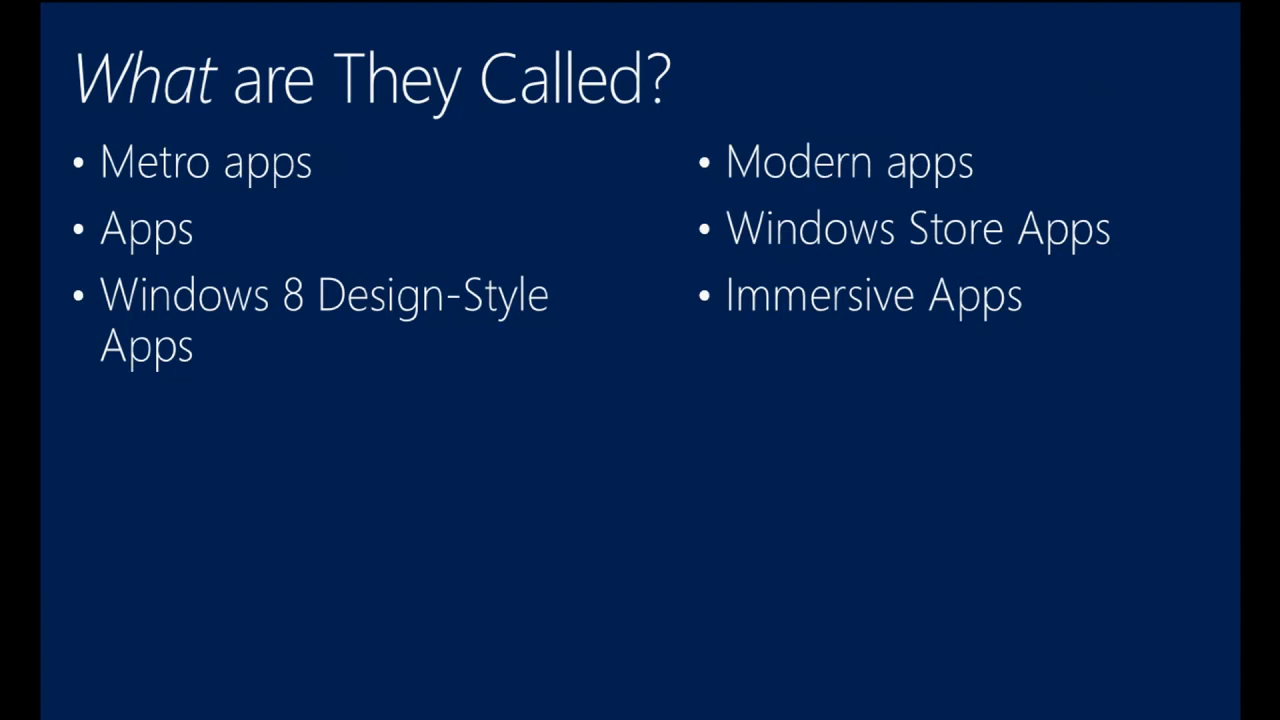 What are They Called?
• Metro apps
• Apps
• Windows 8 Design-Style
Apps
• Modern apps
• Windows Store Apps
• Immersive Apps